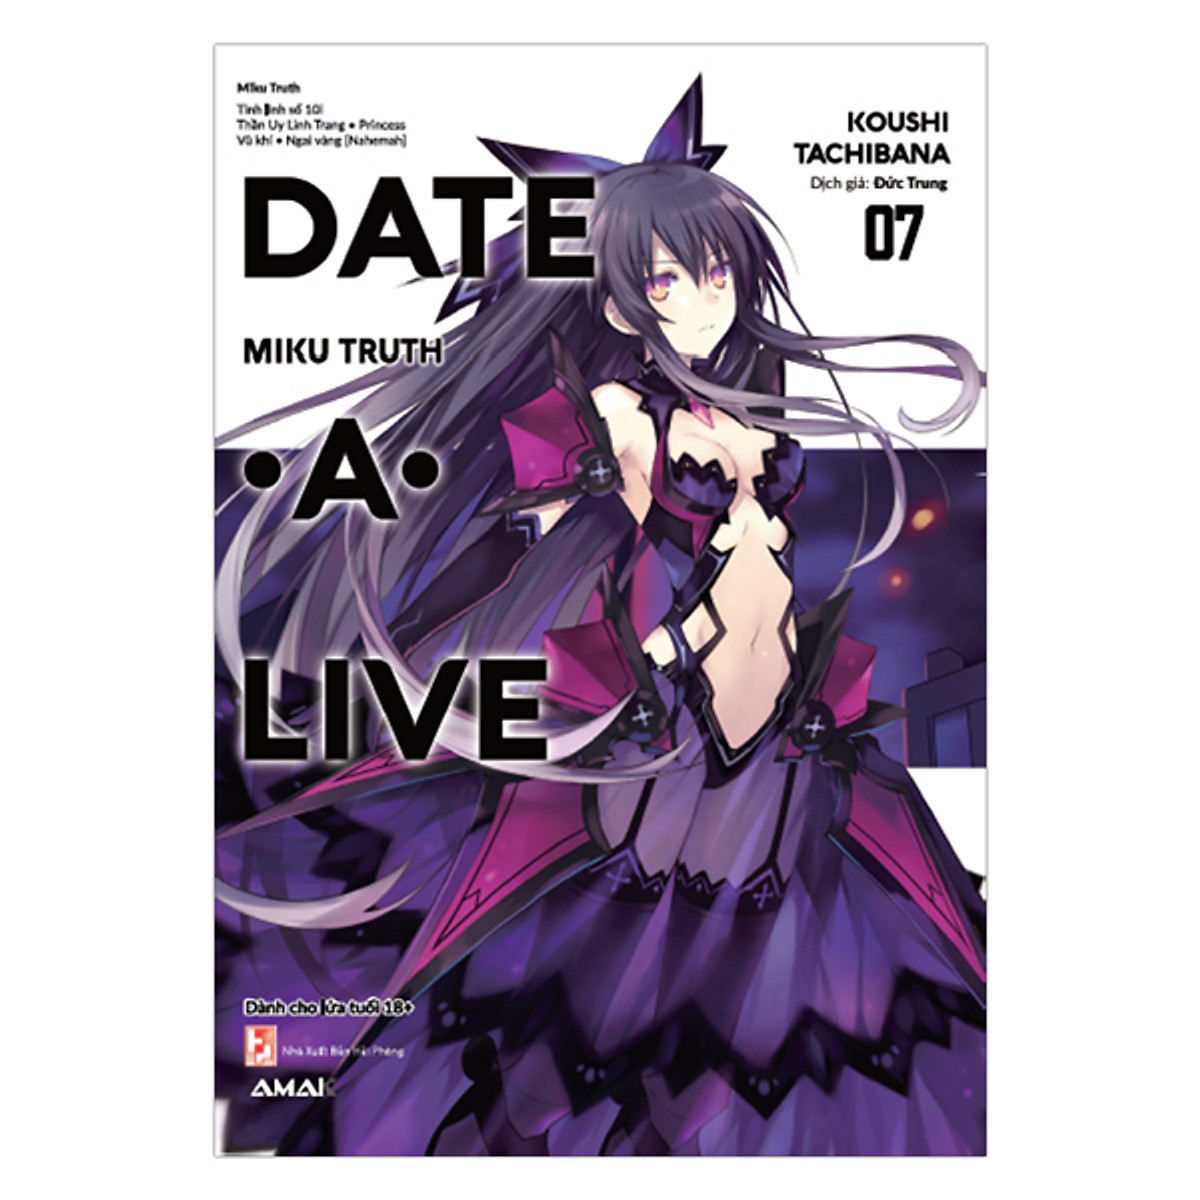 Miku Truth
Tinh linh số 10
Thần Uy Linh Trang • Princess
Vũ khí • Ngai vàng [Nahemah]
KOUSHI
TACHIBANA
Dịch giả: Đức Trung
07
DATE
MIKU TRUTH
•A•
LIVE
Dành cho lứa tuổi 18+
Nhà Xuất Bản Hải Phòng
AMAK